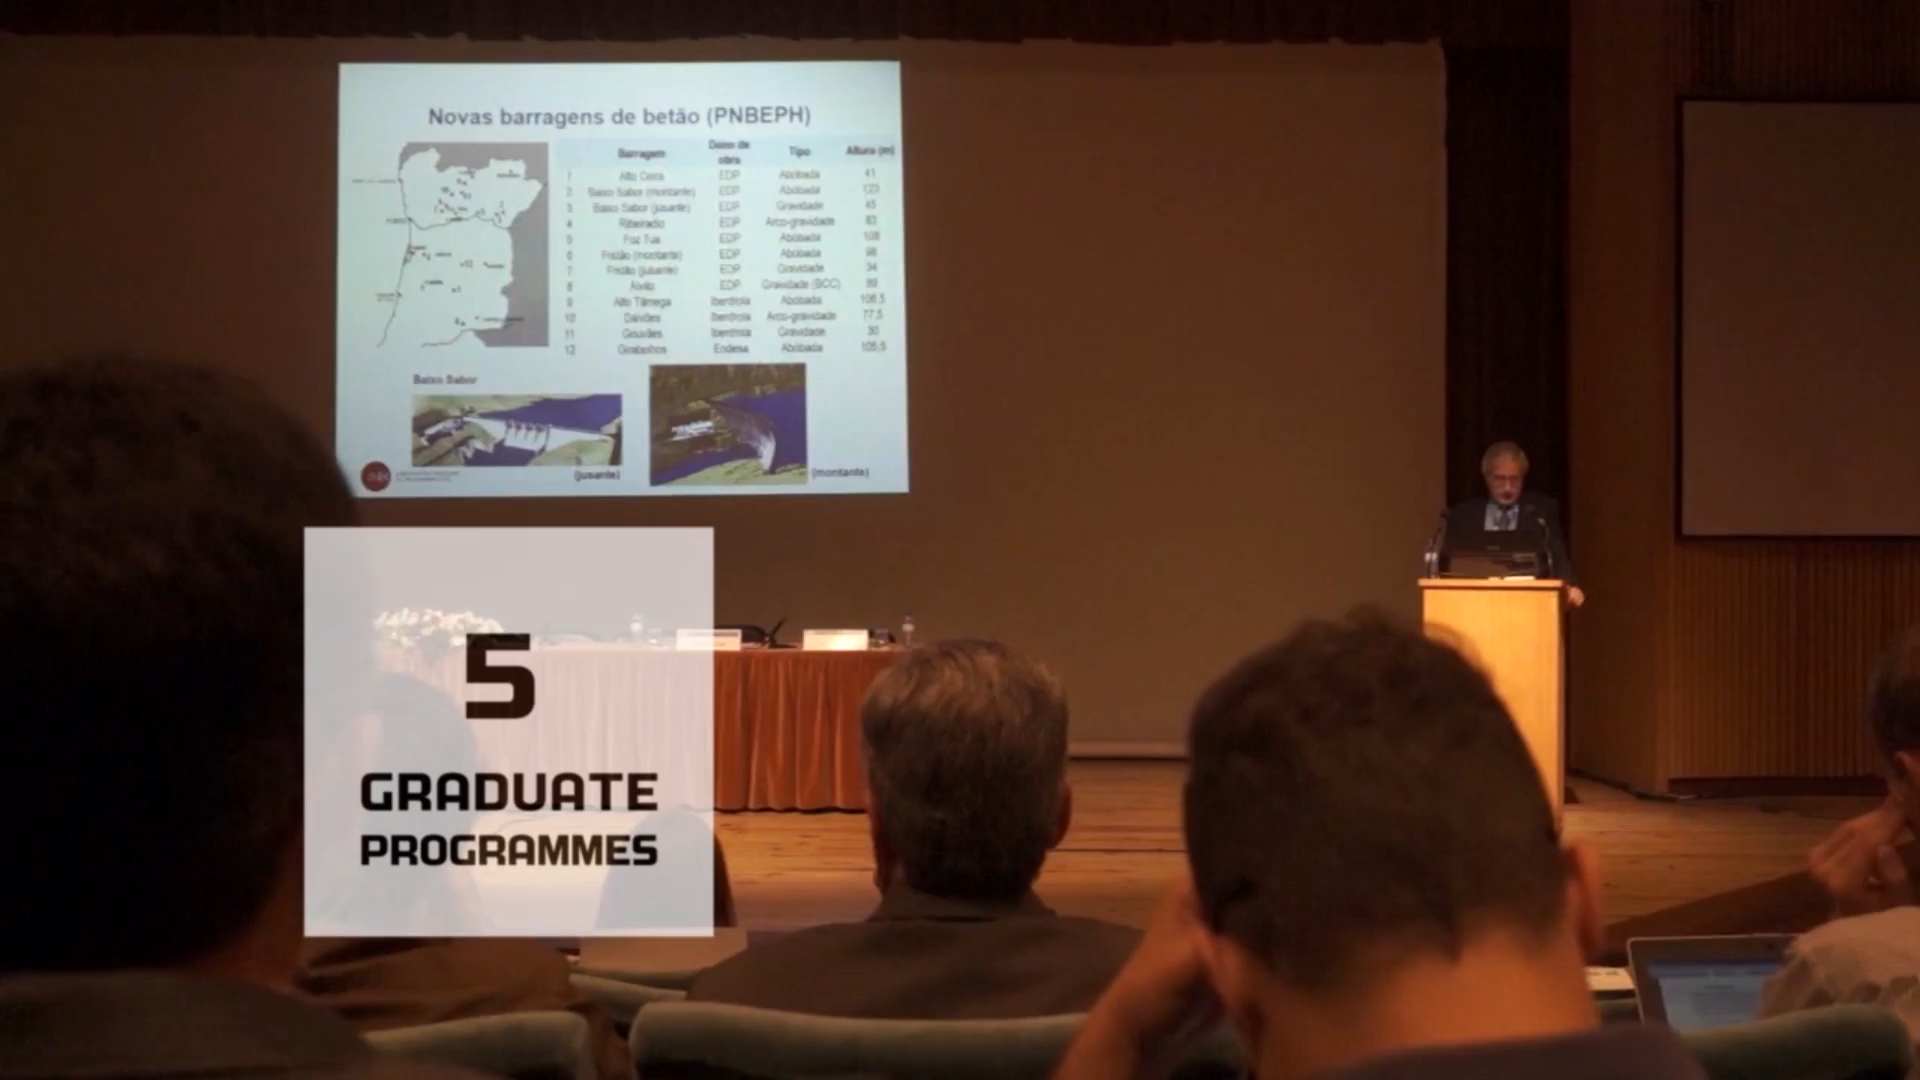 Novas barragens de betão (PNBEPH)
Barragem Dono de obra Tipo Altura (m)
1 Alto Ceira EDP Abóbada 41
2 Baixo Sabor (montante) EDP Abóbada 123
3 Baixo Sabor (jusante) EDP Gravidade 45
4 Ribeiradio EDP Arco-gravidade 83
5 Foz Tua EDP Abóbada 108
6 Fridão (montante) EDP Abóbada 98
7 Fridão (jusante) EDP Gravidade 34
8 Alvito EDP Gravidade (BCC) 89
9 Alto Tâmega Iberdrola Abóbada 106,5
10 Daivões Iberdrola Arco-gravidade 77,5
11 Gouvães Iberdrola Gravidade 30
12 Girabolhos Endesa Abóbada 105,5
Baixo Sabor
(jusante)
(montante)
5
GRADUATE
PROGRAMMES